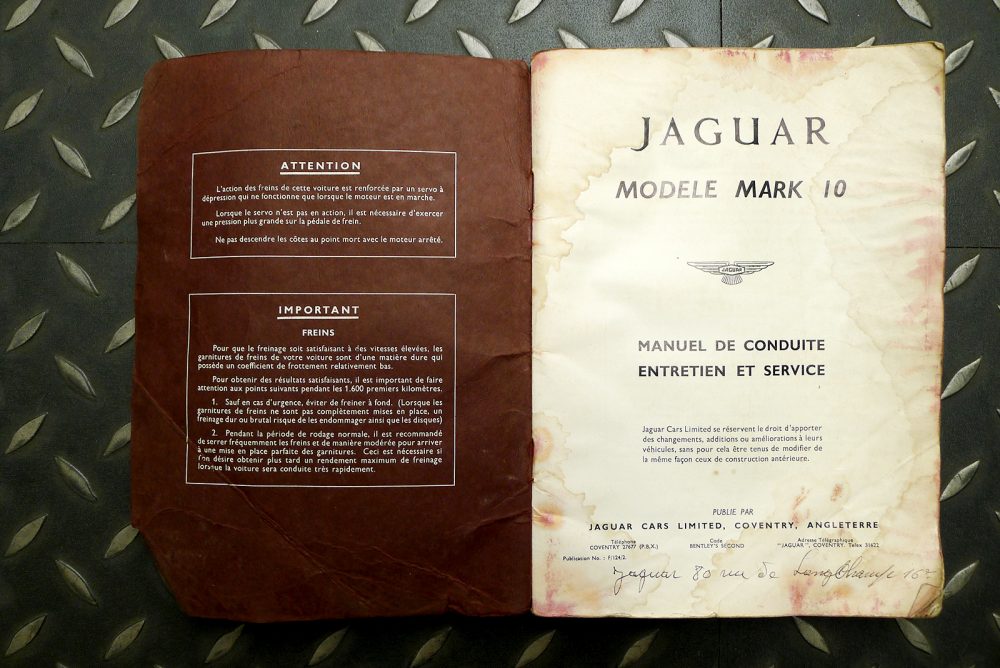 ATTENTION
L'action des freins de cette voiture est renforcée par un servo à
dépression qui ne fonctionne que lorsque le moteur est en marche.
Lorsque le servo n'est pas en action, il est nécessaire d'exercer
une pression plus grande sur la pédale de frein.
Ne pas descendre les côtes au point mort avec le moteur arrêté.
IMPORTANT
FREINS
Pour que le freinage soit satisfaisant à des vitesses élevées, les
garnitures de freins de votre voiture sont d'une matière dure qui
possède un coefficient de frottement relativement bas.
Pour obtenir des résultats satisfaisants, il est important de faire
attention aux points suivants pendant les 1.600 premiers kilomètres.
1. Sauf en cas d'urgence, éviter de freiner à fond. (Lorsque les
garnitures de freins ne sont pas complètement mises en place, un
freinage dur ou brutal risque de les endommager ainsi que les disques)
2. Pendant la période de rodage normale, il est recommandé
de serrer fréquemment les freins et de manière modérée pour arriver
à une mise en place parfaite des garnitures. Ceci est nécessaire si
l'on désire obtenir plus tard un rendement maximum de freinage
lorsque la voiture sera conduite très rapidement.
JAGUAR
MODELE MARK 10
JAGUAR
MANUEL DE CONDUITE
ENTRETIEN ET SERVICE
Jaguar Cars Limited se réservent le droit d'apporter
des changements, additions ou améliorations à leurs
véhicules, sans pour cela être tenus de modifier de
la même façon ceux de construction antérieure.
PUBLIE PAR
JAGUAR CARS LIMITED, COVENTRY, ANGLETERRE
Téléphone Code Adresse Télégraphique
COVENTRY 27677 (P.B.X.) BENTLEY'S SECOND "JAGUAR", COVENTRY. Telex 31622
Publication No. : F/124/2.
Jaguar 80 rue de LongChamp 16e